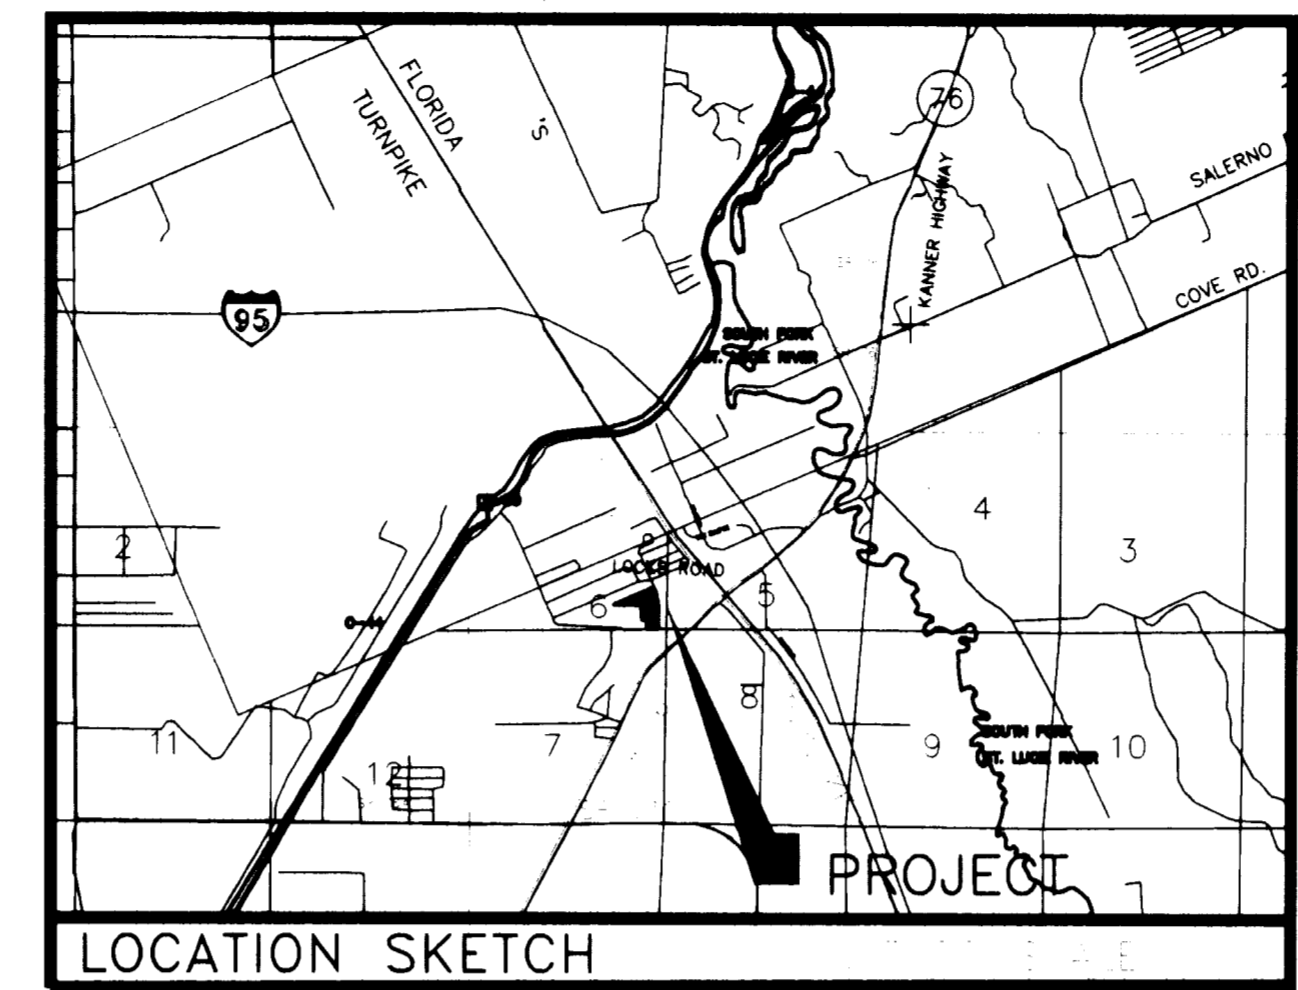 FLORIDA
TURNPIKE
'S
76
KANNER HIGHWAY
SALERNO
COVE RD.
95
SOUTH FORK
ST. LUCIE RIVER
4
3
2
LOCKS ROAD
6
5
8
11
7
12
9
SOUTH FORK
ST. LUCIE RIVER
10
PROJECT
LOCATION SKETCH